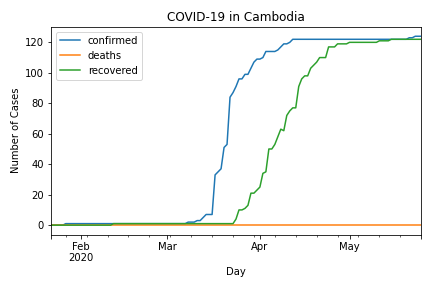 COVID-19 in Cambodia
confirmed
deaths
recovered
120
100
80
60
40
20
0
Number of Cases
Feb
2020
Mar
Apr
May
Day